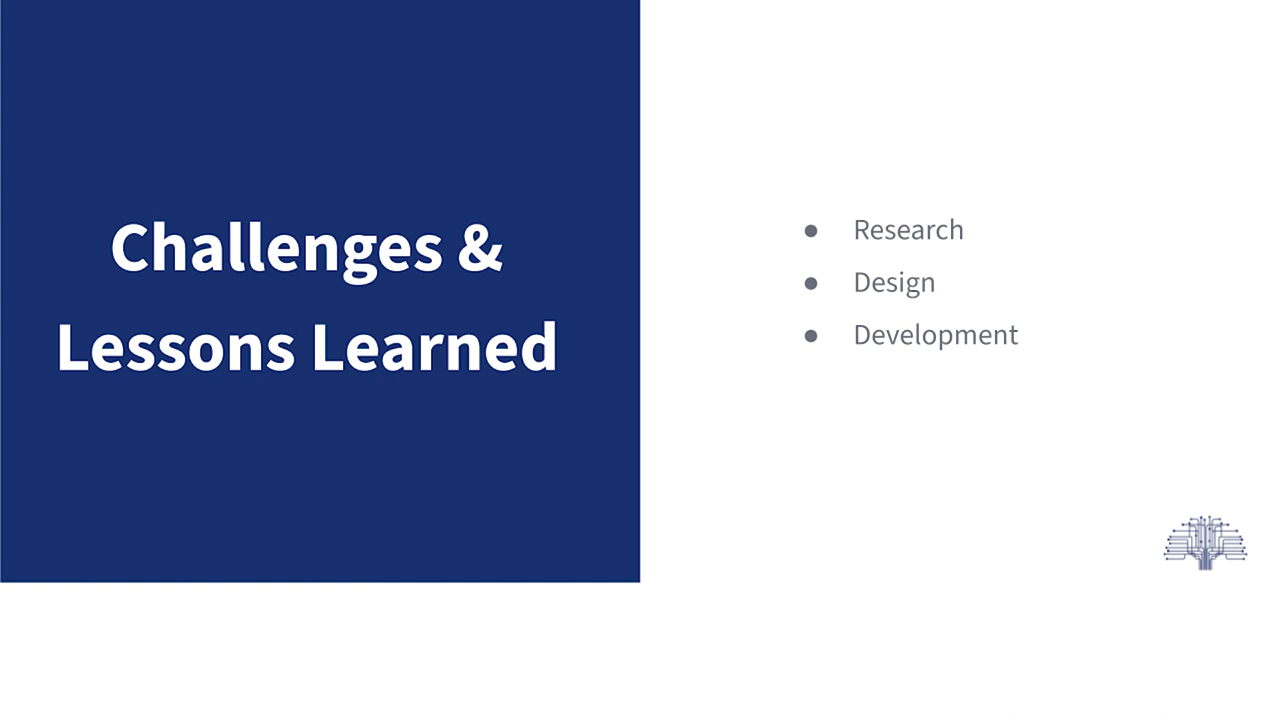 Challenges &
Lessons Learned
● Research
● Design
● Development